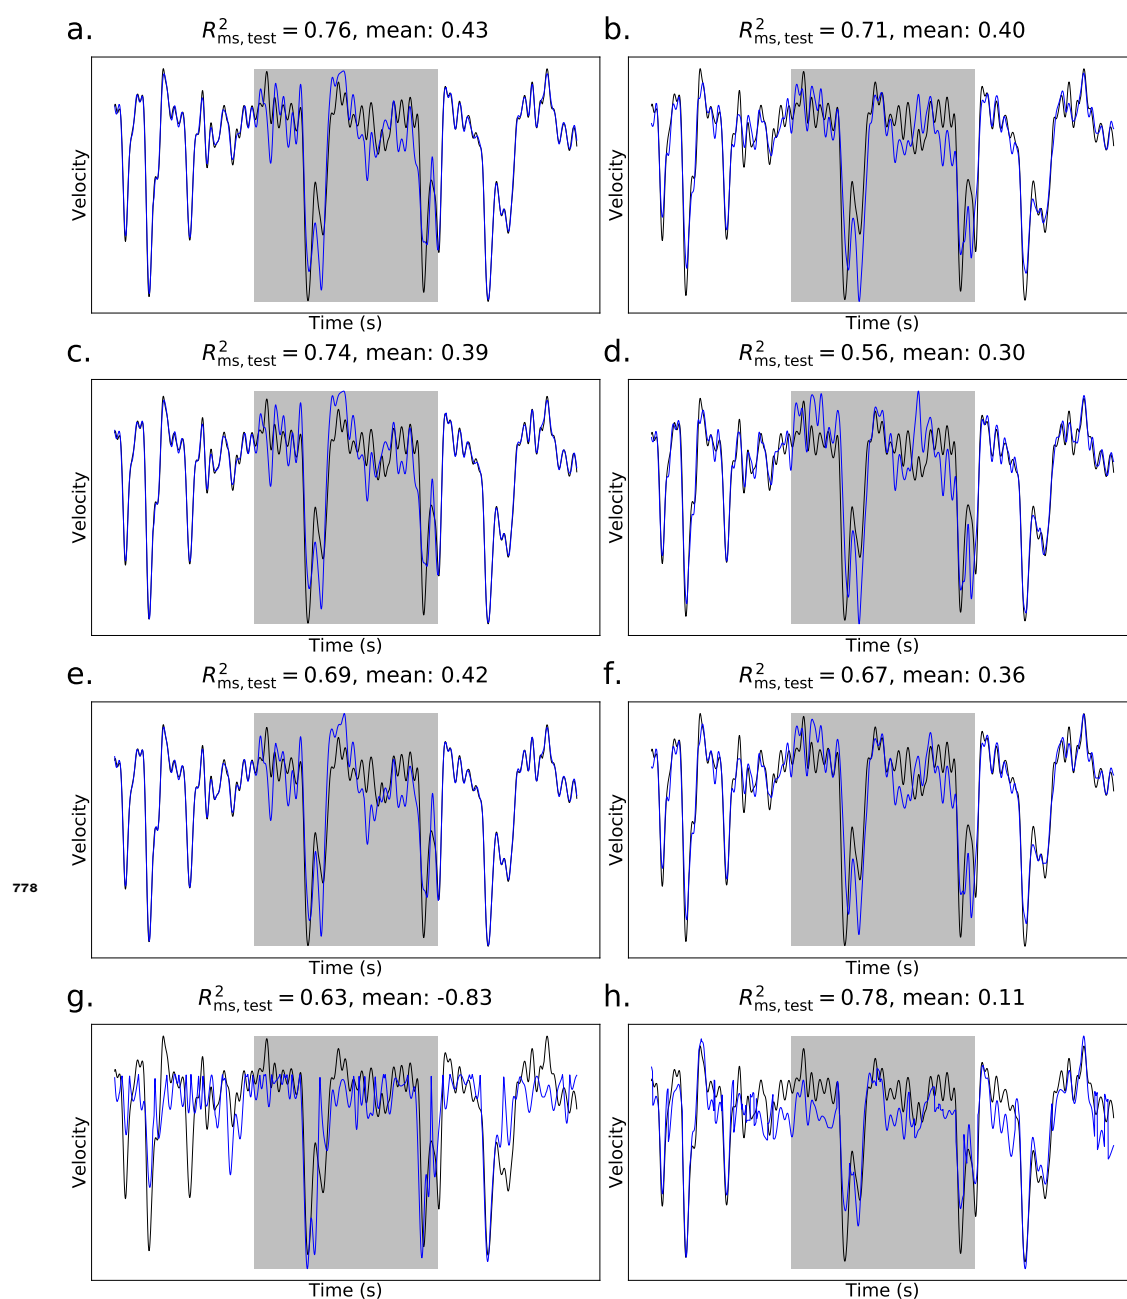 a.
R²ms, test = 0.76, mean: 0.43
Velocity
Time (s)
b.
R²ms, test = 0.71, mean: 0.40
Velocity
Time (s)
c.
R²ms, test = 0.74, mean: 0.39
Velocity
Time (s)
d.
R²ms, test = 0.56, mean: 0.30
Velocity
Time (s)
e.
R²ms, test = 0.69, mean: 0.42
Velocity
Time (s)
f.
R²ms, test = 0.67, mean: 0.36
Velocity
Time (s)
778
g.
R²ms, test = 0.63, mean: -0.83
Velocity
Time (s)
h.
R²ms, test = 0.78, mean: 0.11
Velocity
Time (s)